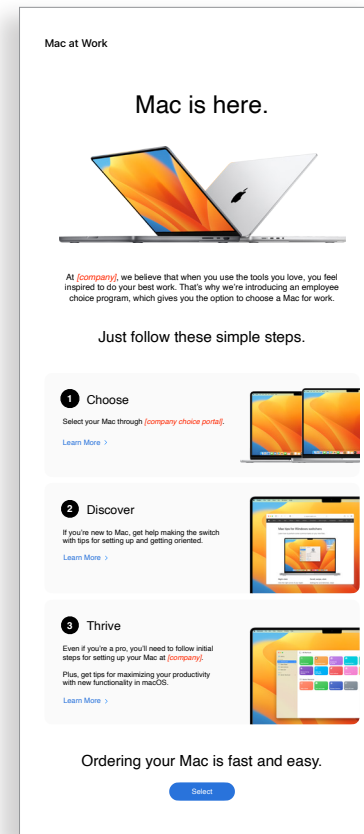 Mac at Work
Mac is here.
At [company], we believe that when you use the tools you love, you feel
inspired to do your best work. That's why we're introducing an employee
choice program, which gives you the option to choose a Mac for work.
Just follow these simple steps.
1 Choose
Select your Mac through [company choice portal].
Learn More >
2 Discover
If you're new to Mac, get help making the switch
with tips for setting up and getting oriented.
Learn More >
3 Thrive
Even if you're a pro, you'll need to follow initial
steps for setting up your Mac at [company].
Plus, get tips for maximizing your productivity
with new functionality in macOS.
Learn More >
Ordering your Mac is fast and easy.
Select